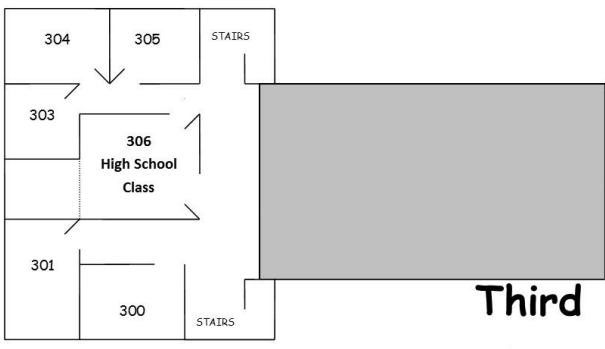 304
305
STAIRS
303
306
High School
Class
301
300
STAIRS
Third